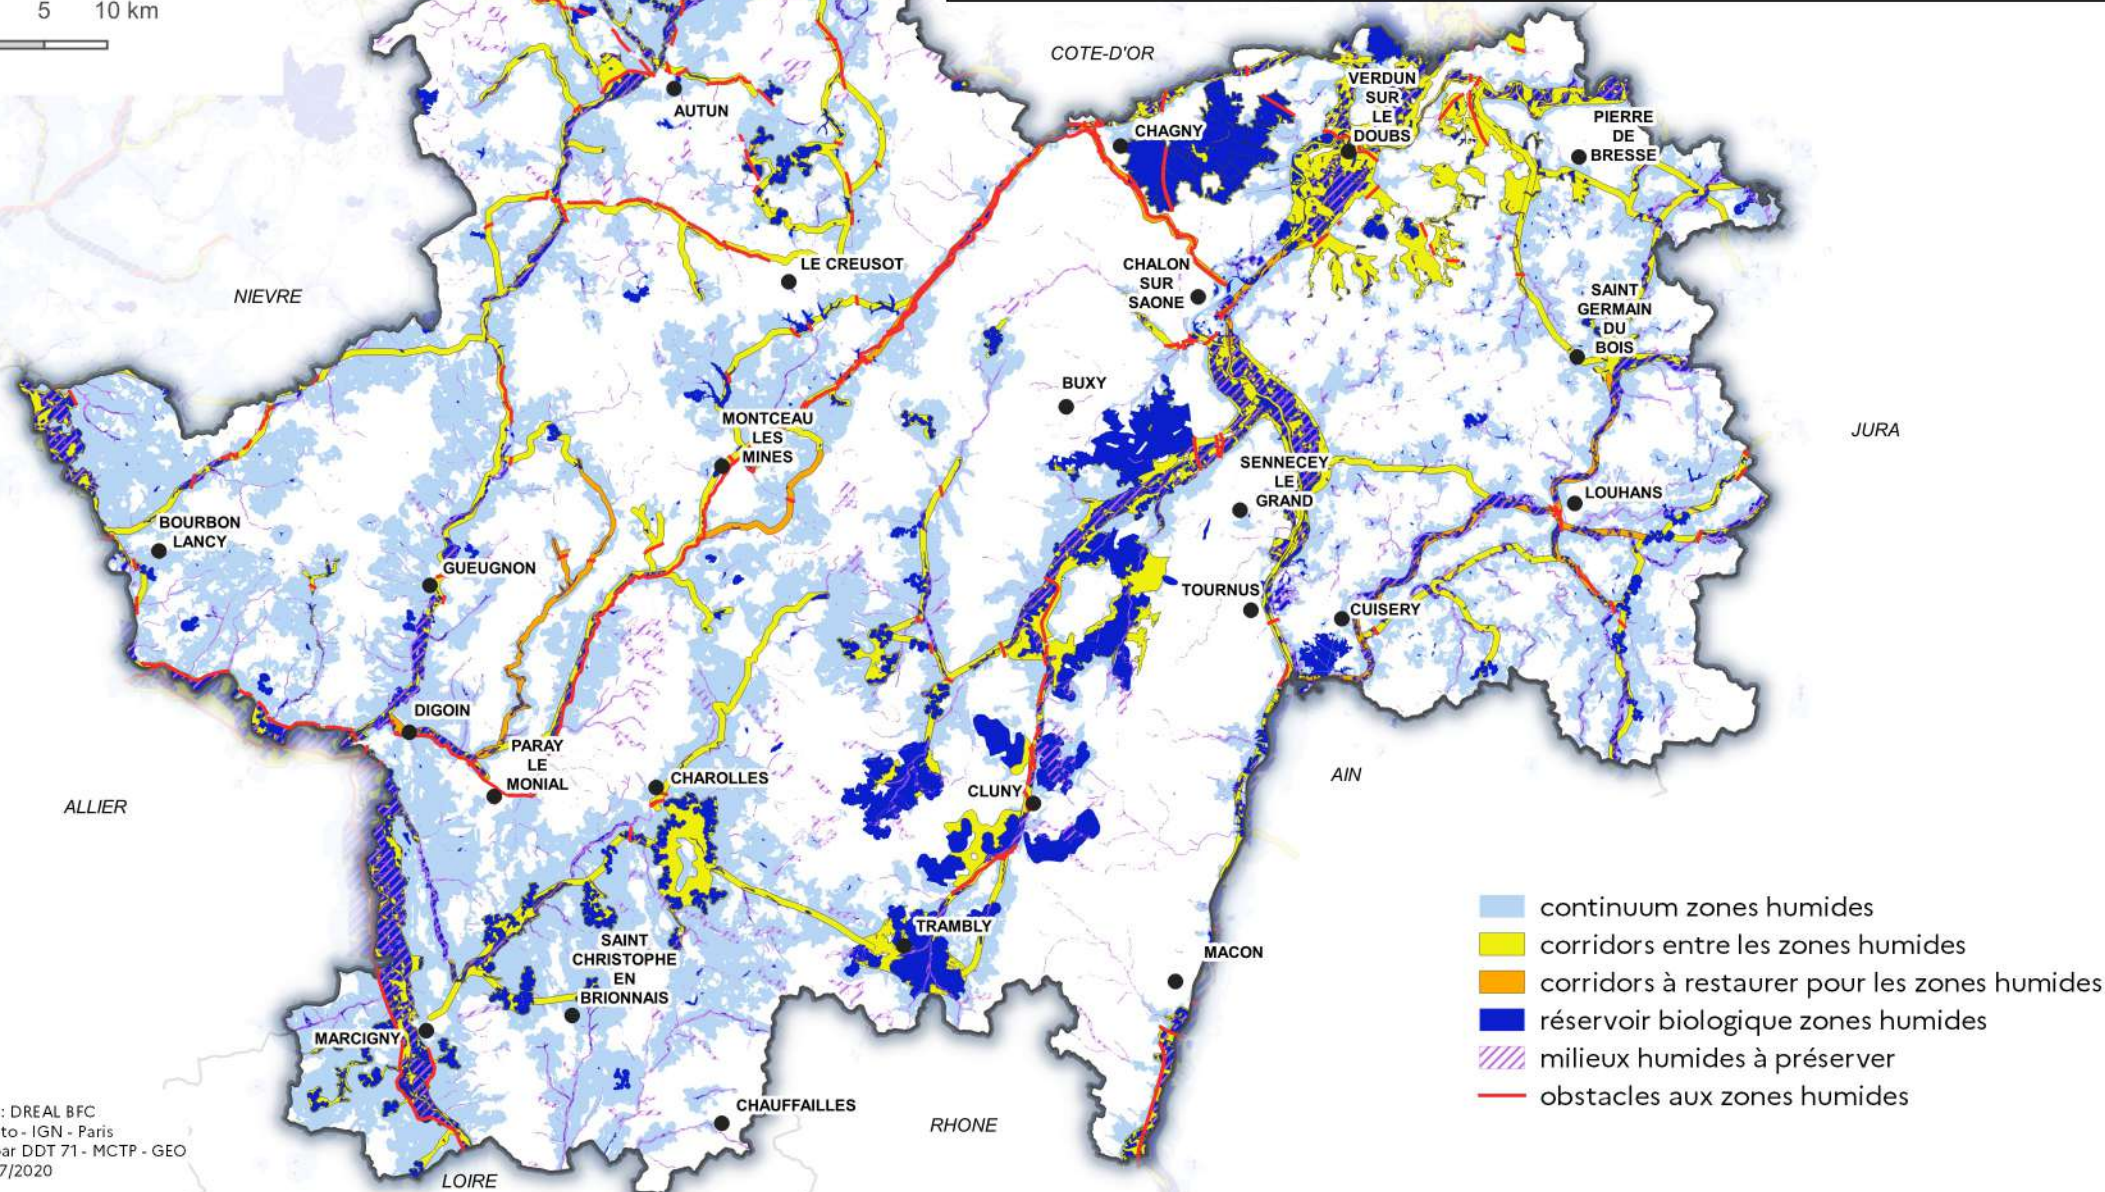 5 10 km
COTE-D'OR
VERDUN
SUR
LE
DOUBS
AUTUN
CHAGNY
PIERRE
DE
BRESSE
LE CREUSOT
CHALON
SUR
SAONE
NIEVRE
SAINT
GERMAIN
DU
BOIS
BUXY
MONTCEAU
LES
MINES
JURA
SENNECEY
LE
GRAND
LOUHANS
BOURBON
LANCY
GUEUGNON
TOURNUS
CUISERY
DIGOIN
PARAY
LE
MONIAL
CHAROLLES
CLUNY
AIN
ALLIER
TRAMBLY
SAINT
CHRISTOPHE
EN
BRIONNAIS
MACON
MARCIGNY
CHAUFFAILLES
RHONE
LOIRE
continuum zones humides
corridors entre les zones humides
corridors à restaurer pour les zones humides
réservoir biologique zones humides
milieux humides à préserver
obstacles aux zones humides
: DREAL BFC
to - IGN - Paris
ar DDT 71 - MCTP - GEO
7/2020